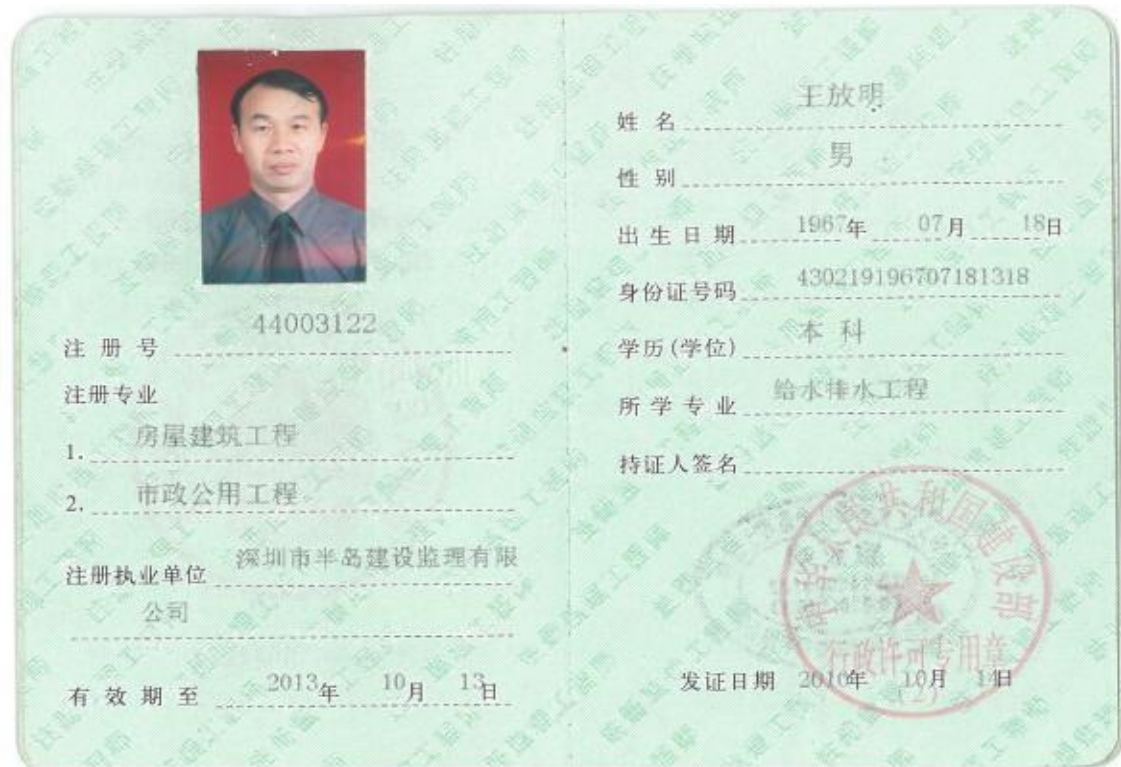 注 册 号 44003122
注册专业
1. 房屋建筑工程
2. 市政公用工程
注册执业单位 深圳市半岛建设监理有限
公司
有 效 期 至 2013年 10月 13日
姓 名 王放明
性 别 男
出 生 日 期 1967年 07月 18日
身份证号码 430219196707181318
学历(学位) 本 科
所 学 专 业 给水排水工程
持证人签名
中华人民共和国建设部
行政许可专用章
(2)
发证日期 2010年 10月 日